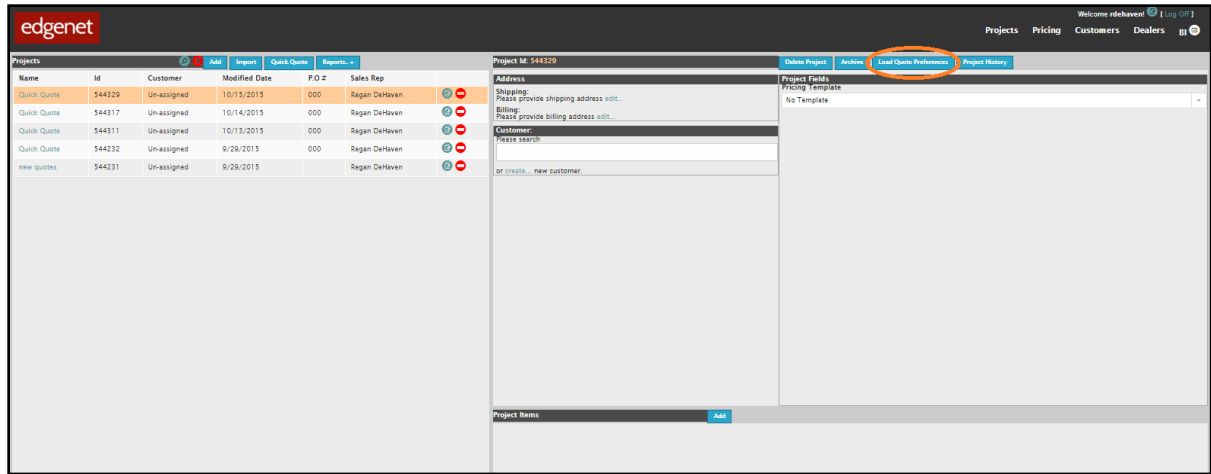 Welcome rdehaven! [ Log Off ]
edgenet
Projects Pricing Customers Dealers BI
Projects Add Import Quick Quote Reports..
Name Id Customer Modified Date P.O # Sales Rep
Quick Quote 544329 Un-assigned 10/15/2015 000 Regan DeHaven
Quick Quote 544317 Un-assigned 10/14/2015 000 Regan DeHaven
Quick Quote 544311 Un-assigned 10/13/2015 000 Regan DeHaven
Quick Quote 544232 Un-assigned 9/29/2015 000 Regan DeHaven
new quotes 544231 Un-assigned 9/29/2015 Regan DeHaven
Project Id: 544329
Delete Project Archive Load Quote Preferences Project History
Address
Shipping:
Please provide shipping address edit...
Billing:
Please provide billing address edit...
Customer:
Please search
or create... new customer.
Project Fields
Pricing Template
No Template
Project Items Add